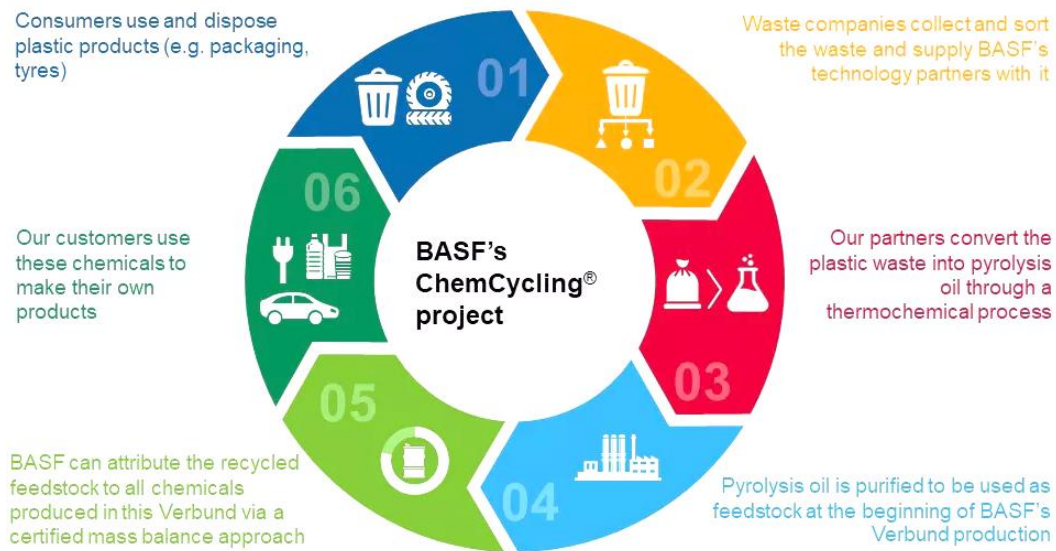 Consumers use and dispose
plastic products (e.g. packaging,
tyres)
01
Waste companies collect and sort
the waste and supply BASF's
technology partners with it
02
Our partners convert the
plastic waste into pyrolysis
oil through a
thermochemical process
03
Pyrolysis oil is purified to be used as
feedstock at the beginning of BASF's
Verbund production
04
BASF can attribute the recycled
feedstock to all chemicals
produced in this Verbund via a
certified mass balance approach
05
Our customers use
these chemicals to
make their own
products
06
BASF's
ChemCycling®
project